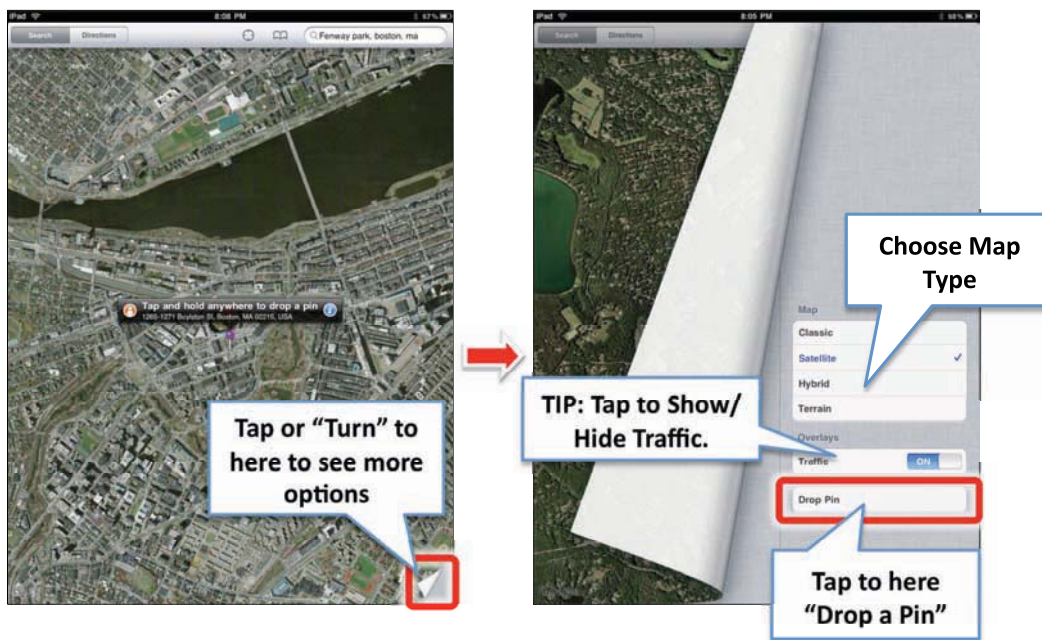 iPad 8:08 PM 67%
Search Directions Fenway park, boston, ma
Tap and hold anywhere to drop a pin
1265-1271 Boylston St, Boston, MA 02215, USA
Tap or “Turn” to
here to see more
options
iPad 8:05 PM 68%
Search Directions
Choose Map
Type
Map
Classic
Satellite
Hybrid
Terrain
TIP: Tap to Show/
Hide Traffic.
Overlays
Traffic ON
Drop Pin
Tap to here
“Drop a Pin”